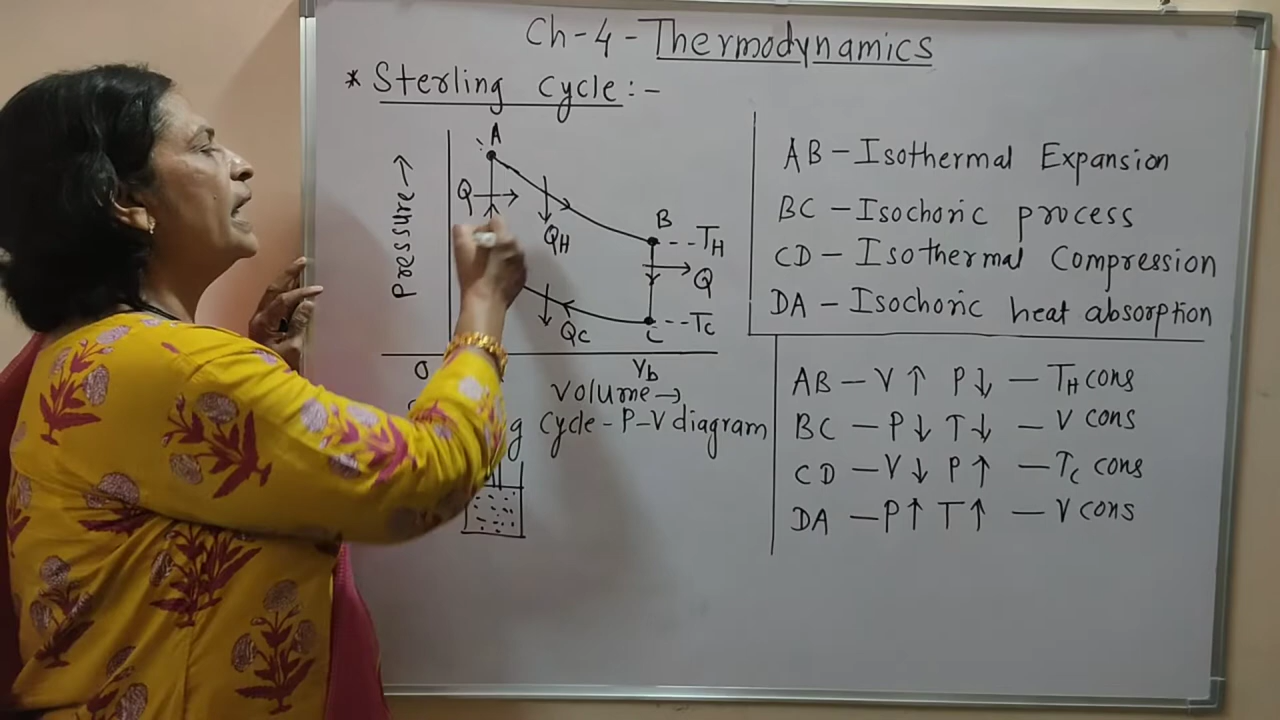 Ch-4-Thermodynamics
* Sterling Cycle:-
A
B
Q
QH
---TH
Q
Pressure→
QC
C
---TC
O
Vb
Volume→
Cycle-P-V diagram
AB-Isothermal Expansion
BC-Isochoric process
CD-Isothermal Compression
DA-Isochoric heat absorption
AB-V↑ P↓-TH cons
BC-P↓ T↓-V cons
CD-V↓ P↑-TC cons
DA-P↑ T↑-V cons